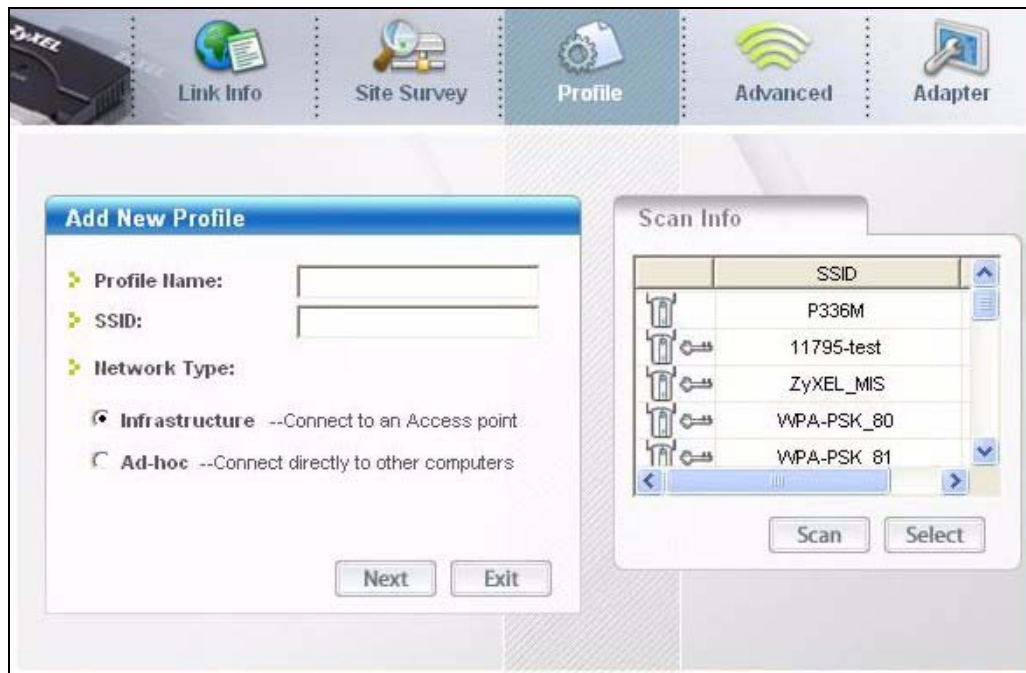 ZyXEL
Link Info
Site Survey
Profile
Advanced
Adapter
Add New Profile
Profile Name:
SSID:
Network Type:
Infrastructure --Connect to an Access point
Ad-hoc --Connect directly to other computers
Next
Exit
Scan Info
SSID
P336M
11795-test
ZyXEL_MIS
WPA-PSK_80
WPA-PSK_81
Scan
Select